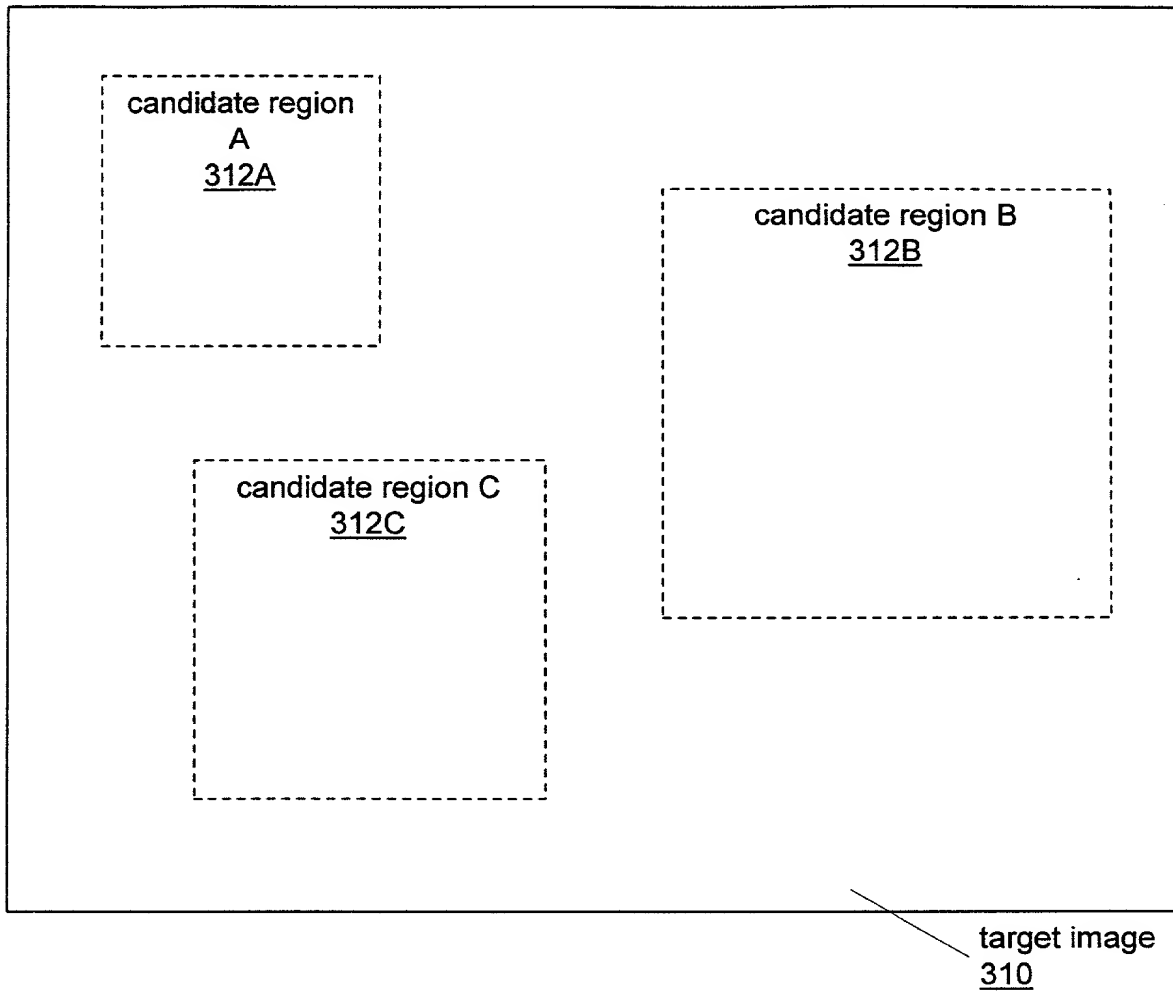 candidate region
A
312A
candidate region B
312B
candidate region C
312C
target image
310